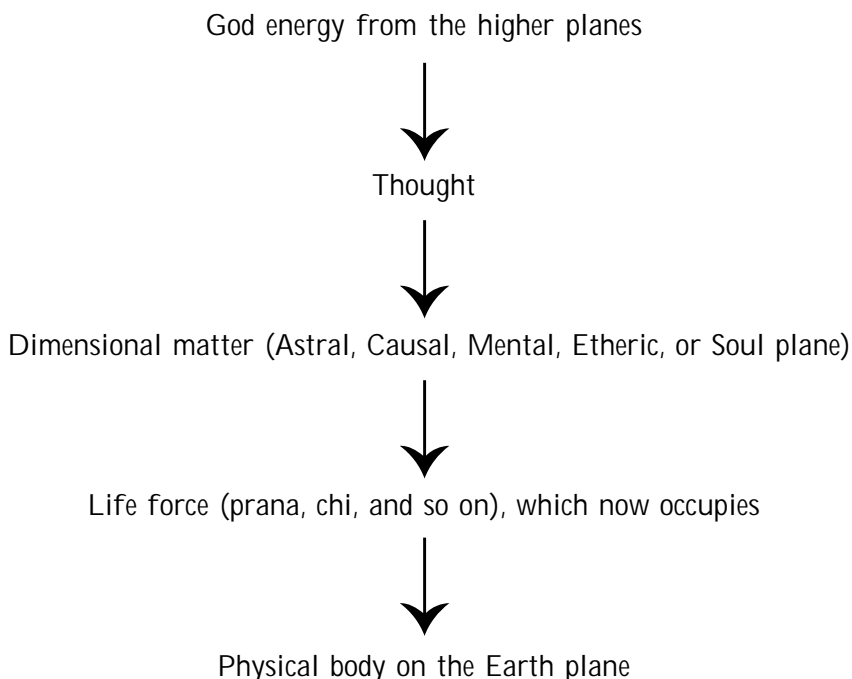 God energy from the higher planes
Thought
Dimensional matter (Astral, Causal, Mental, Etheric, or Soul plane)
Life force (prana, chi, and so on), which now occupies
Physical body on the Earth plane